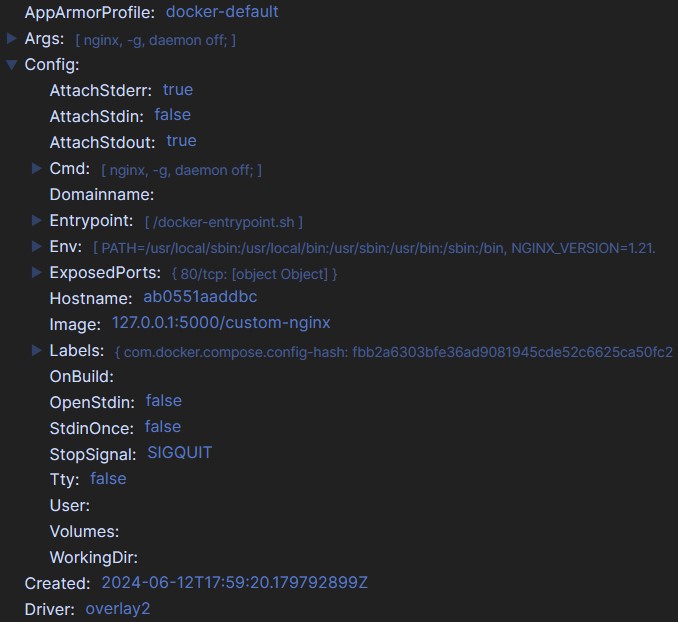 AppArmorProfile: docker-default
Args: [ nginx, -g, daemon off; ]
Config:
AttachStderr: true
AttachStdin: false
AttachStdout: true
Cmd: [ nginx, -g, daemon off; ]
Domainname:
Entrypoint: [ /docker-entrypoint.sh ]
Env: [ PATH=/usr/local/sbin:/usr/local/bin:/usr/sbin:/usr/bin:/sbin:/bin, NGINX_VERSION=1.21.
ExposedPorts: { 80/tcp: [object Object] }
Hostname: ab0551aaddbc
Image: 127.0.0.1:5000/custom-nginx
Labels: { com.docker.compose.config-hash: fbb2a6303bfe36ad9081945cde52c6625ca50fc2
OnBuild:
OpenStdin: false
StdinOnce: false
StopSignal: SIGQUIT
Tty: false
User:
Volumes:
WorkingDir:
Created: 2024-06-12T17:59:20.179792899Z
Driver: overlay2